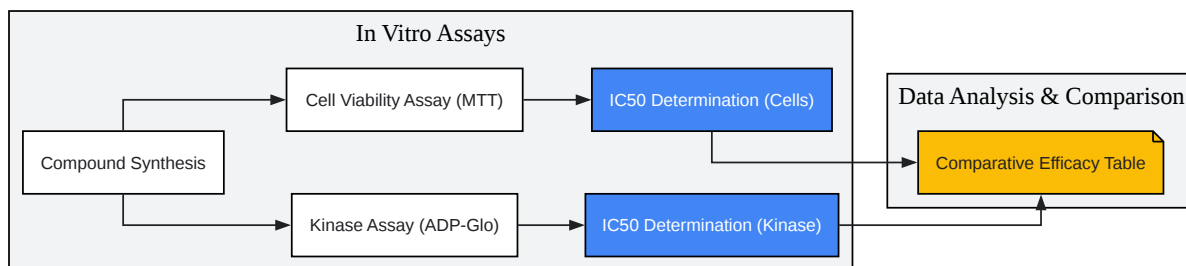 In Vitro Assays
Cell Viability Assay (MTT)
IC50 Determination (Cells)
Data Analysis & Comparison
Compound Synthesis
Comparative Efficacy Table
Kinase Assay (ADP-Glo)
IC50 Determination (Kinase)